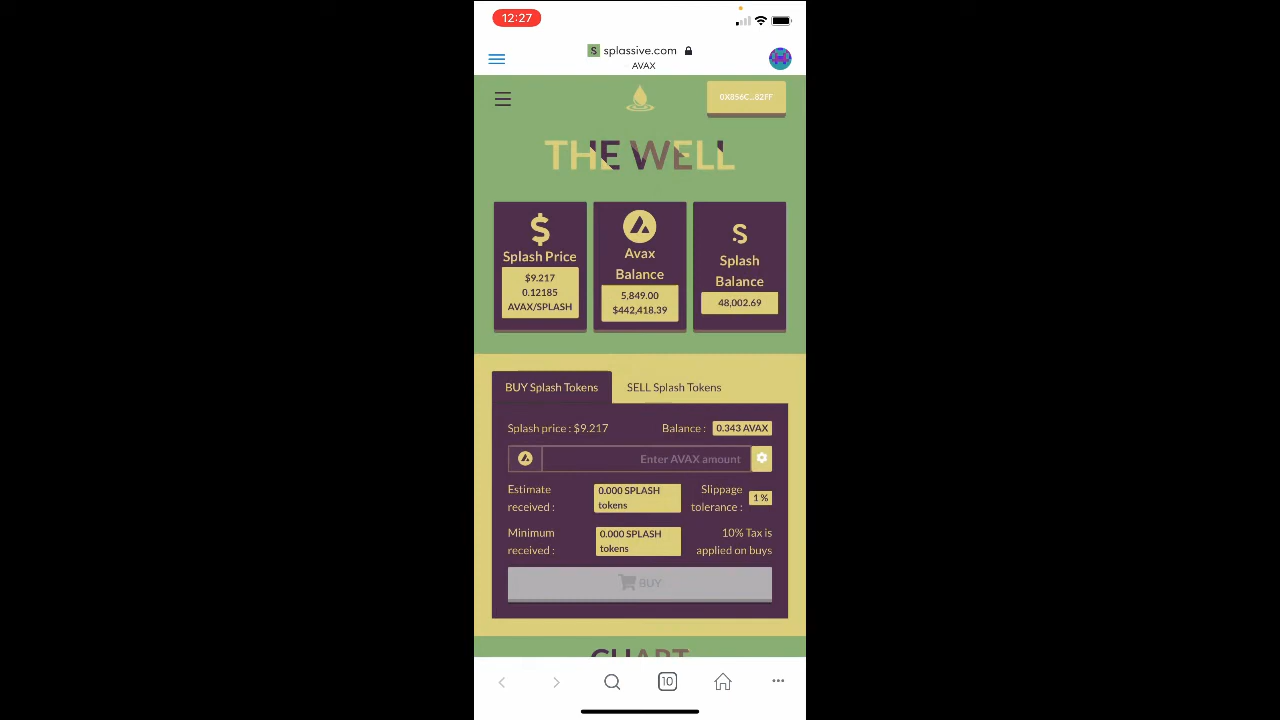 12:27
S splassive.com
AVAX
0X856C...82FF
THE WELL
$
Splash Price
$9.217
0.12185
AVAX/SPLASH
Avax
Balance
5,849.00
$442,418.39
S
Splash
Balance
48,002.69
BUY Splash Tokens
SELL Splash Tokens
Splash price : $9.217
Balance : 0.343 AVAX
Enter AVAX amount
Estimate
received :
0.000 SPLASH
tokens
Slippage
tolerance :
1 %
Minimum
received :
0.000 SPLASH
tokens
10% Tax is
applied on buys
BUY
CHART
10